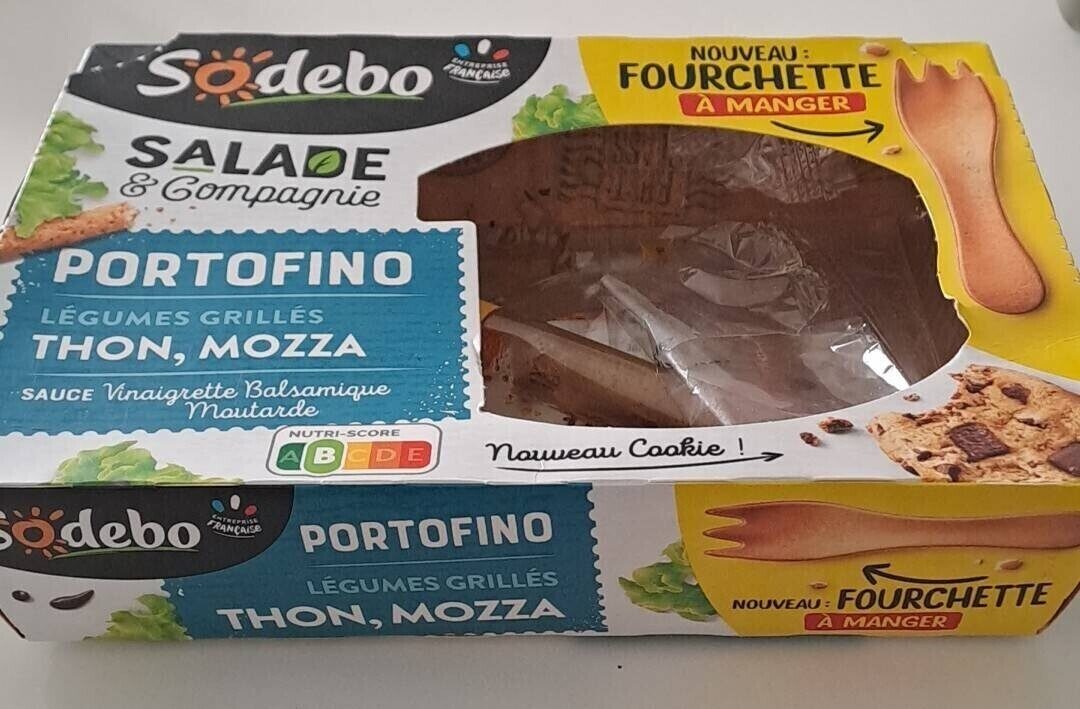 Sodebo
ENTREPRISE
FRANÇAISE
SALADE
& Compagnie
PORTOFINO
LÉGUMES GRILLÉS
THON, MOZZA
SAUCE Vinaigrette Balsamique
Moutarde
NUTRI-SCORE
A B C D E
NOUVEAU :
FOURCHETTE
À MANGER
Nouveau Cookie !
Sodebo
ENTREPRISE
FRANÇAISE
PORTOFINO
LÉGUMES GRILLÉS
THON, MOZZA
NOUVEAU : FOURCHETTE
À MANGER